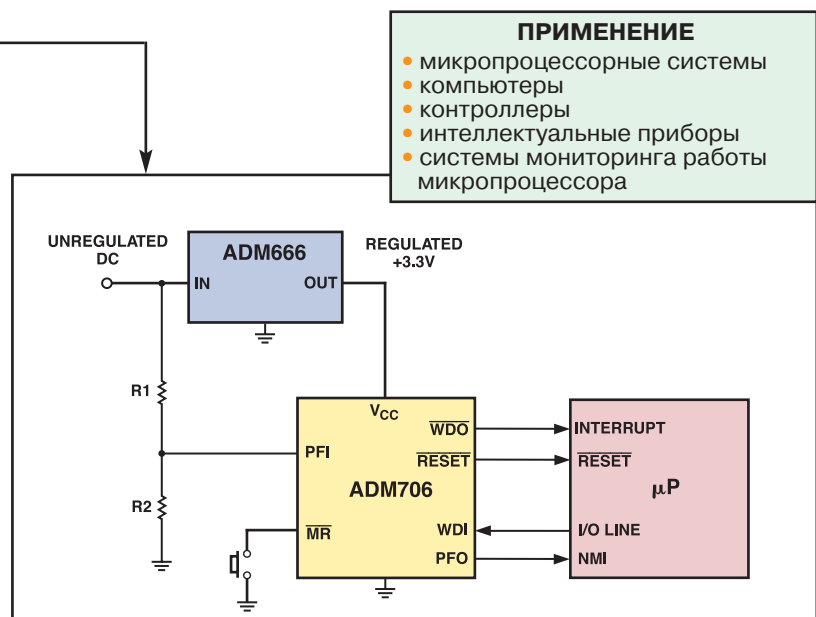 ПРИМЕНЕНИЕ
• микропроцессорные системы
• компьютеры
• контроллеры
• интеллектуальные приборы
• системы мониторинга работы
микропроцессора
UNREGULATED
DC
ADM666
IN
OUT
REGULATED
+3.3V
R1
R2
VCC
PFI
MR
ADM706
WDO
RESET
WDI
PFO
INTERRUPT
RESET
µP
I/O LINE
NMI